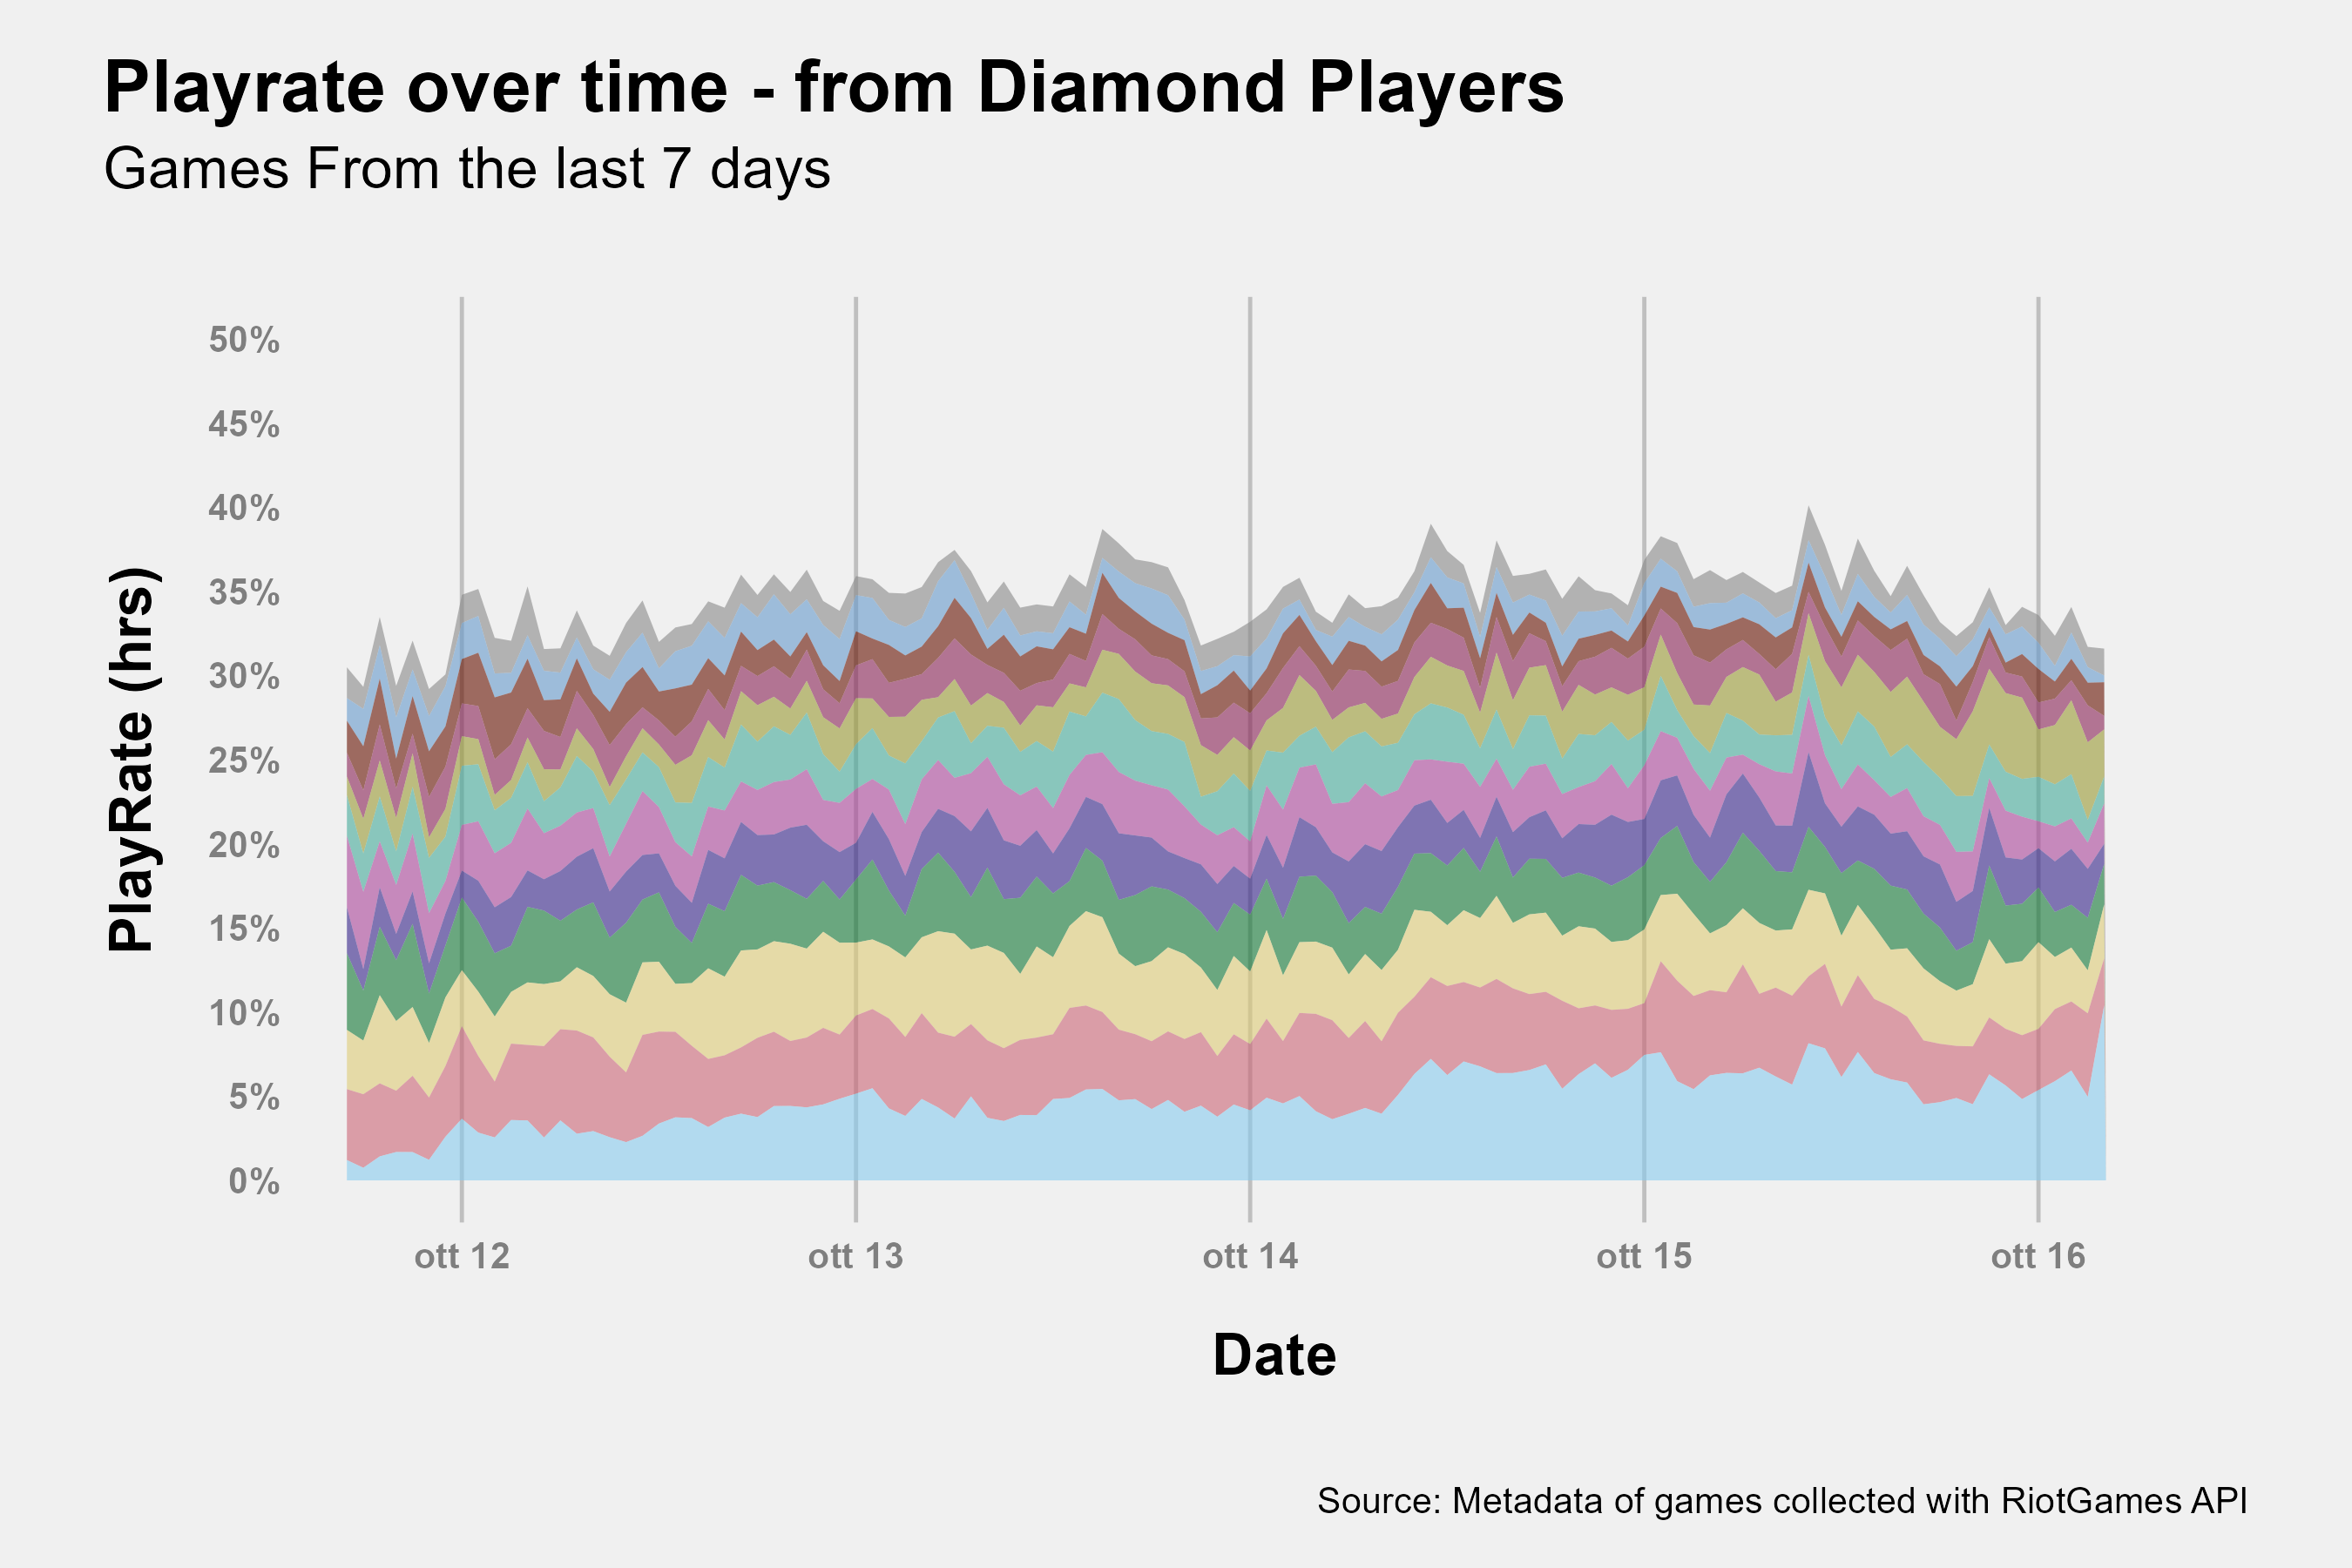 Playrate over time - from Diamond Players
Games From the last 7 days
50%
45%
40%
35%
30%
25%
20%
15%
10%
5%
0%
PlayRate (hrs)
ott 12
ott 13
ott 14
ott 15
ott 16
Date
Source: Metadata of games collected with RiotGames API